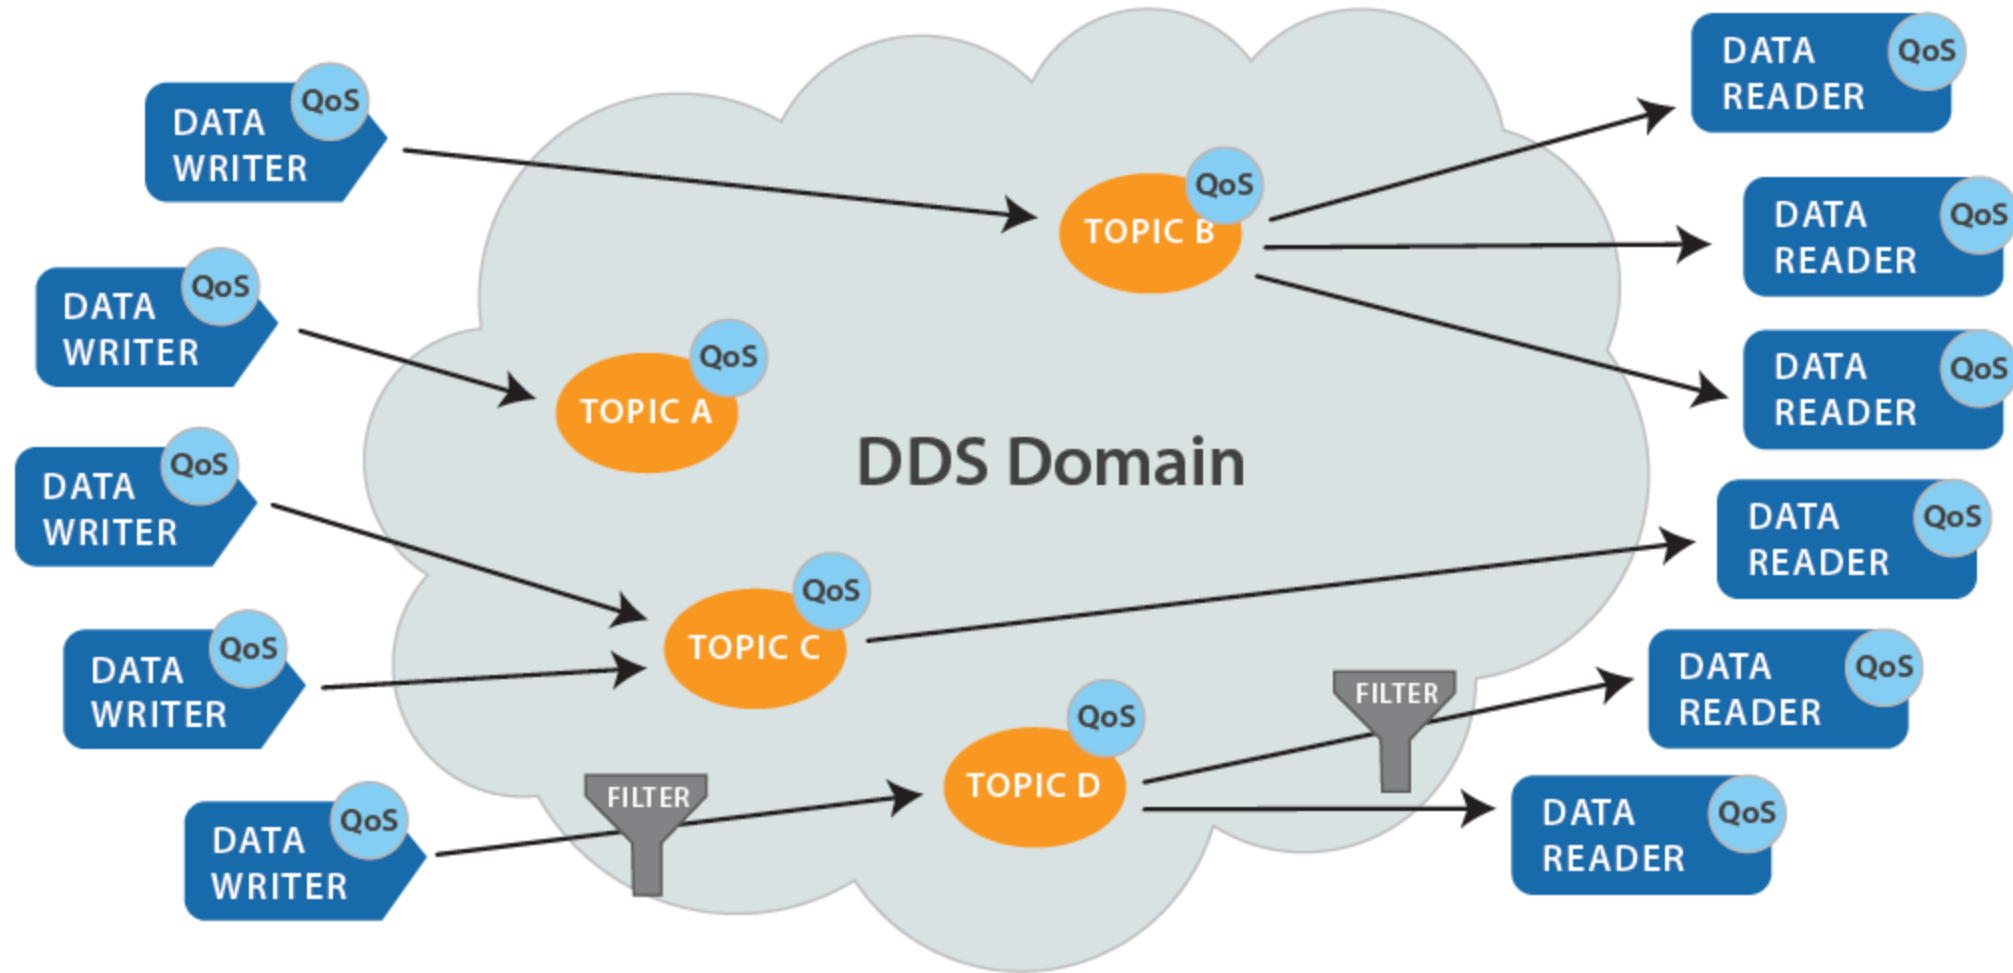 QoS
DATA
WRITER
QoS
DATA
WRITER
QoS
DATA
WRITER
QoS
DATA
WRITER
QoS
DATA
WRITER
QoS
TOPIC B
QoS
TOPIC A
DDS Domain
QoS
TOPIC C
QoS
TOPIC D
FILTER
FILTER
QoS
DATA
READER
QoS
DATA
READER
QoS
DATA
READER
QoS
DATA
READER
QoS
DATA
READER
QoS
DATA
READER